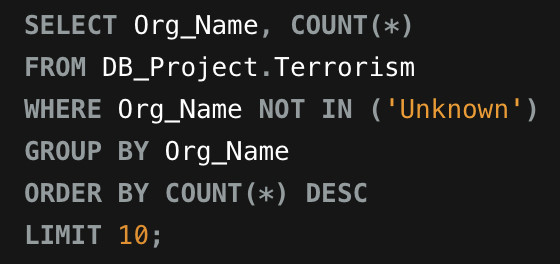 SELECT Org_Name, COUNT(*)
FROM DB_Project.Terrorism
WHERE Org_Name NOT IN ('Unknown')
GROUP BY Org_Name
ORDER BY COUNT(*) DESC
LIMIT 10;